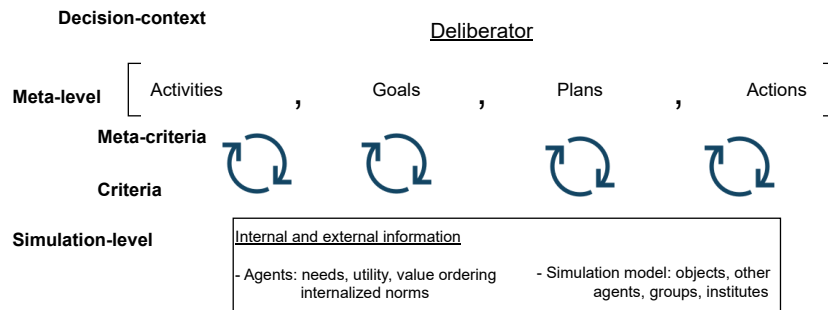 Decision-context
Deliberator
Meta-level Activities , Goals , Plans , Actions
Meta-criteria
Criteria
Simulation-level
Internal and external information
- Agents: needs, utility, value ordering
internalized norms
- Simulation model: objects, other
agents, groups, institutes